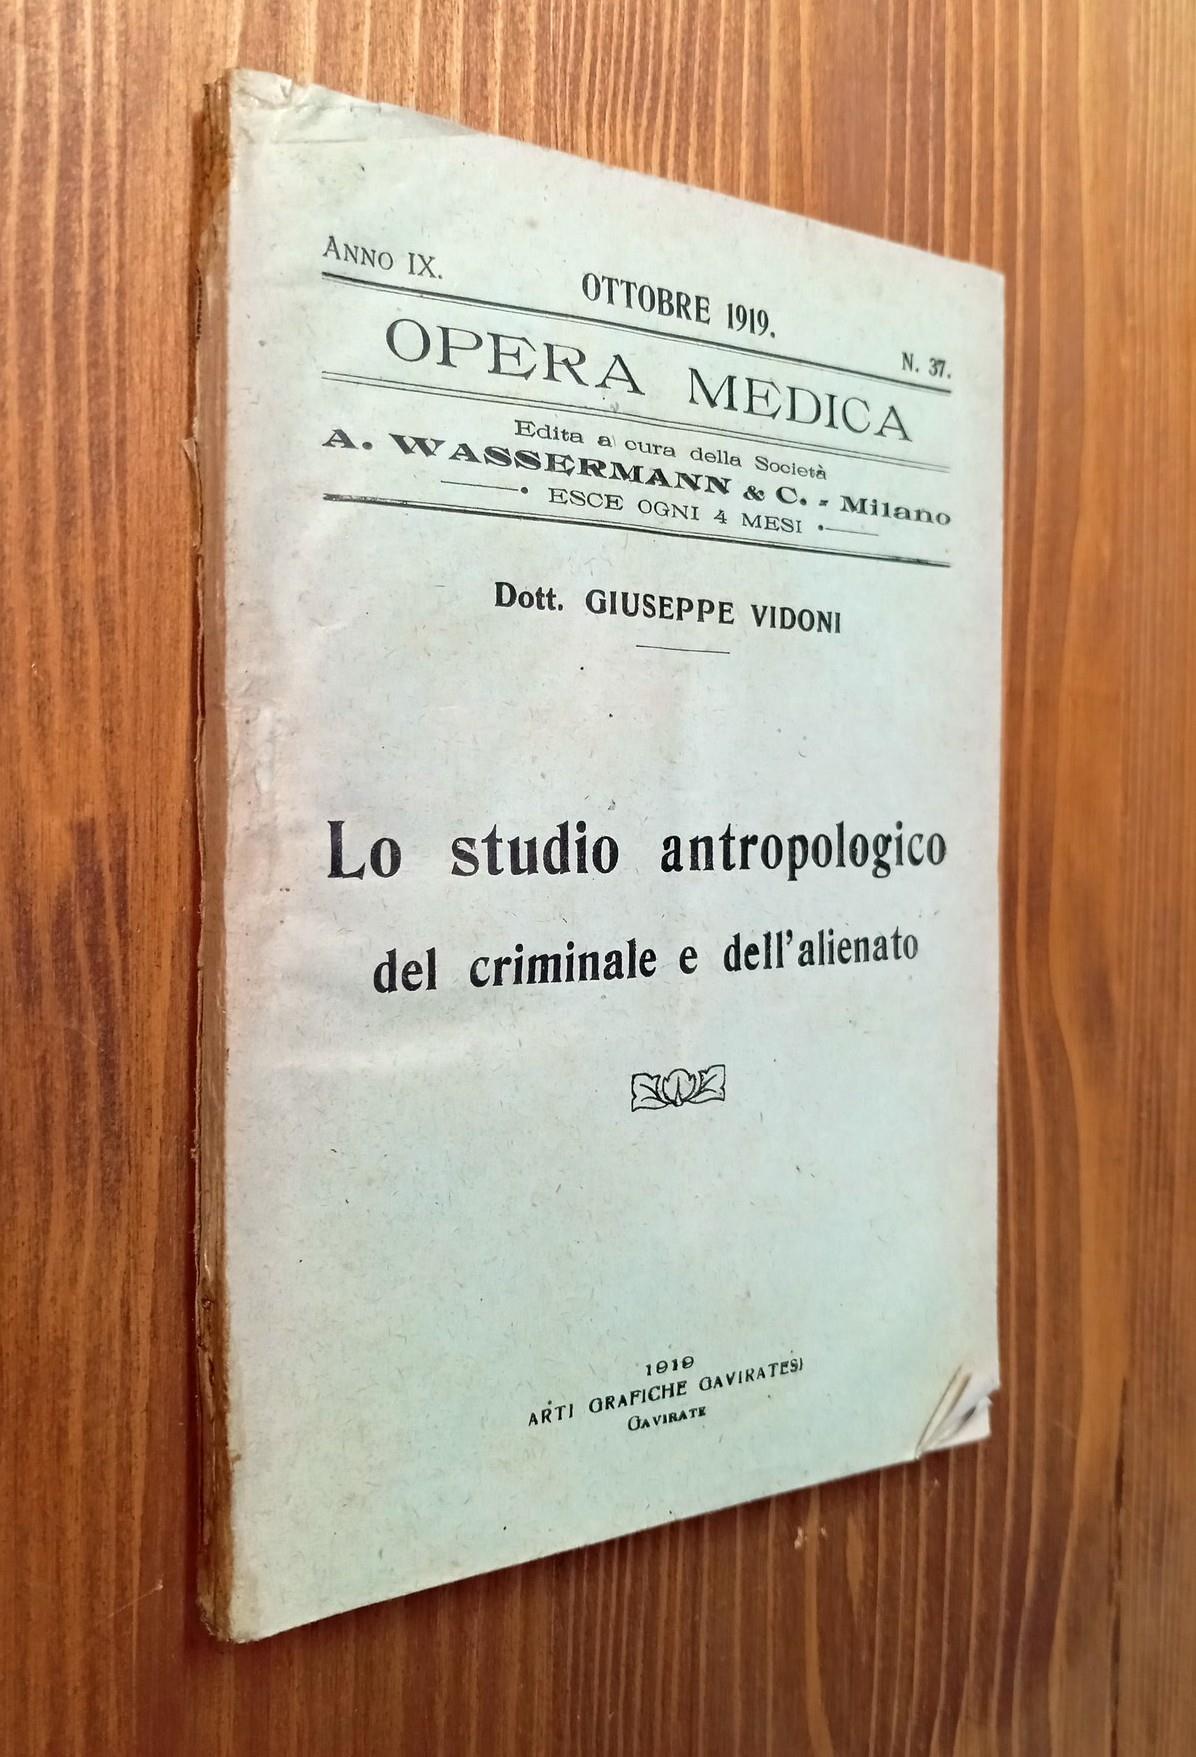 ANNO IX.
OTTOBRE 1919.
N. 37.
OPERA MEDICA
Edita a cura della Società
A. WASSERMANN & C. - Milano
ESCE OGNI 4 MESI
Dott. GIUSEPPE VIDONI
Lo studio antropologico
del criminale e dell'alienato
1919
ARTI GRAFICHE GAVIRATESI
GAVIRATE